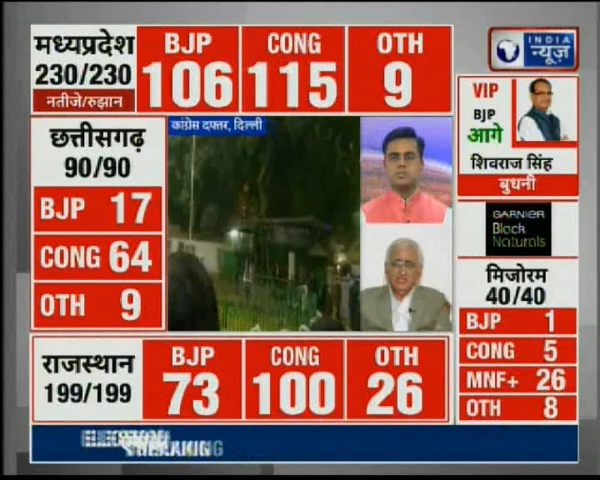 मध्यप्रदेश
230/230
नतीजे/रुझान
BJP
106
CONG
115
OTH
9
INDIA
न्यूज़
VIP
BJP
आगे
शिवराज सिंह
बुधनी
छत्तीसगढ़
90/90
BJP 17
CONG 64
OTH 9
कांग्रेस दफ्तर, दिल्ली
GARNIER
Black
Naturals
मिजोरम
40/40
BJP 1
CONG 5
MNF+ 26
OTH 8
राजस्थान
199/199
BJP
73
CONG
100
OTH
26